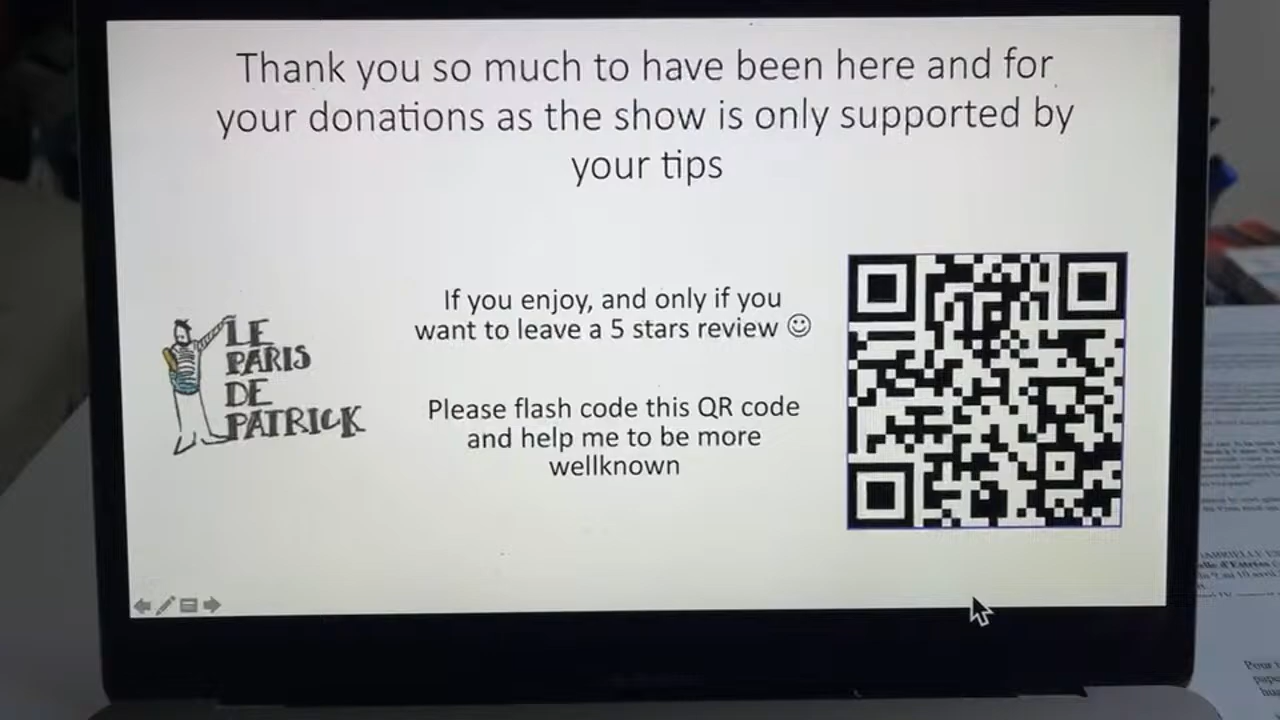 Thank you so much to have been here and for
your donations as the show is only supported by
your tips
If you enjoy, and only if you
want to leave a 5 stars review ☺
Please flash code this QR code
and help me to be more
wellknown
LE
PARIS
DE
PATRICK